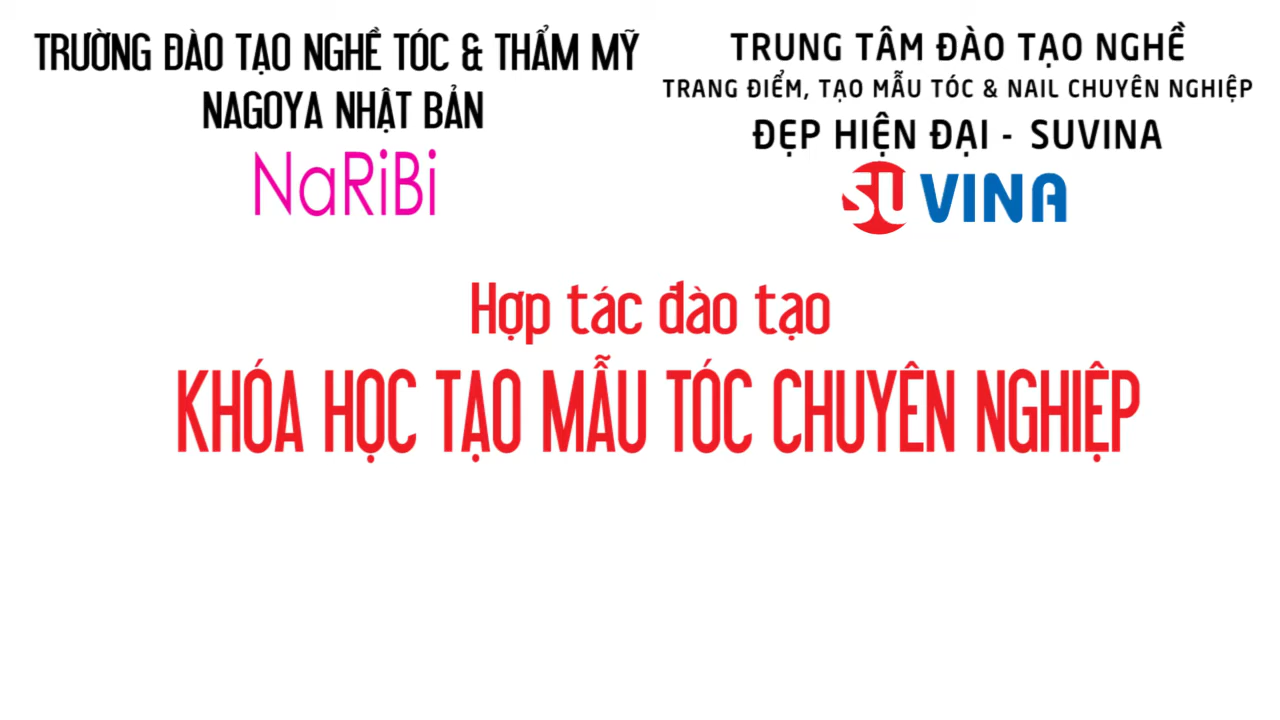 TRƯỜNG ĐÀO TẠO NGHỀ TÓC & THẨM MỸ
NAGOYA NHẬT BẢN
NaRiBi
TRUNG TÂM ĐÀO TẠO NGHỀ
TRANG ĐIỂM, TẠO MẪU TÓC & NAIL CHUYÊN NGHIỆP
ĐẸP HIỆN ĐẠI - SUVINA
SU VINA
Hợp tác đào tạo
KHÓA HỌC TẠO MẪU TÓC CHUYÊN NGHIỆP